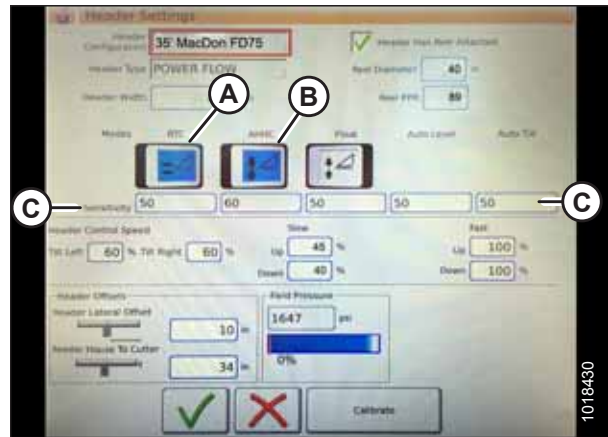 Header Settings
Header Configuration 35' MacDon FD75 Header Has Reel Attached
Header Type POWER FLOW Reel Diameter 40 in
Header Width Reel PPR 89
A B
Modes RTC AHHC Float Auto Level Auto Tilt
C Sensitivity 50 60 50 50 50 C
Header Control Speed Slow Fast
Tilt Left 60 % Tilt Right 60 % Up 45 % Up 100 %
Down 40 % Down 100 %
Header Offsets Field Pressure
Header Lateral Offset 1647 psi
10 in
Feeder House To Cutter 0%
34 in
Calibrate
1018430